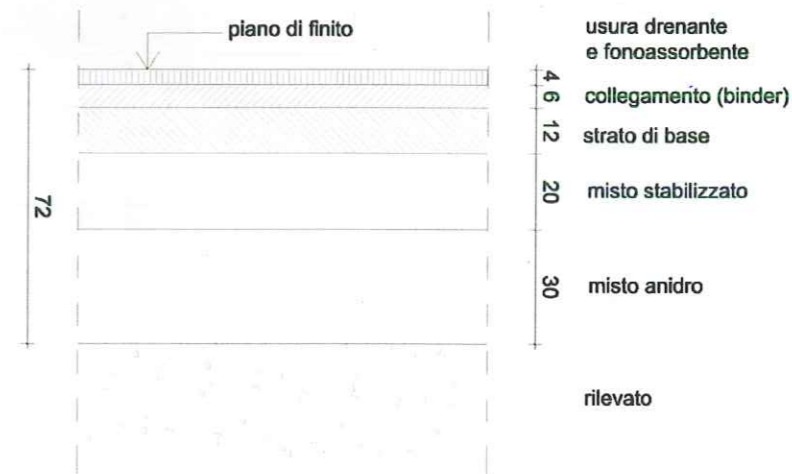 piano di finito
usura drenante
e fonoassorbente
4
6
collegamento (binder)
12
strato di base
20
misto stabilizzato
72
30
misto anidro
rilevato